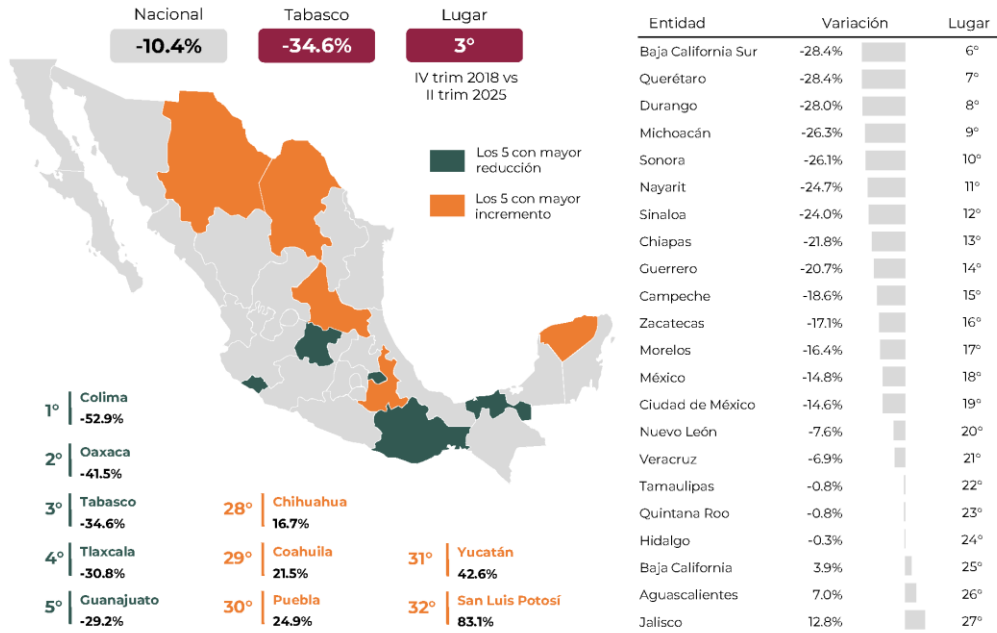 Nacional
-10.4%
Tabasco
-34.6%
Lugar
3°
IV trim 2018 vs
II trim 2025
Los 5 con mayor
reducción
Los 5 con mayor
incremento
1°
Colima
-52.9%
2°
Oaxaca
-41.5%
3°
Tabasco
-34.6%
4°
Tlaxcala
-30.8%
5°
Guanajuato
-29.2%
28°
Chihuahua
16.7%
29°
Coahuila
21.5%
30°
Puebla
24.9%
31°
Yucatán
42.6%
32°
San Luis Potosí
83.1%
Entidad Variación Lugar
Baja California Sur -28.4% 6°
Querétaro -28.4% 7°
Durango -28.0% 8°
Michoacán -26.3% 9°
Sonora -26.1% 10°
Nayarit -24.7% 11°
Sinaloa -24.0% 12°
Chiapas -21.8% 13°
Guerrero -20.7% 14°
Campeche -18.6% 15°
Zacatecas -17.1% 16°
Morelos -16.4% 17°
México -14.8% 18°
Ciudad de México -14.6% 19°
Nuevo León -7.6% 20°
Veracruz -6.9% 21°
Tamaulipas -0.8% 22°
Quintana Roo -0.8% 23°
Hidalgo -0.3% 24°
Baja California 3.9% 25°
Aguascalientes 7.0% 26°
Jalisco 12.8% 27°